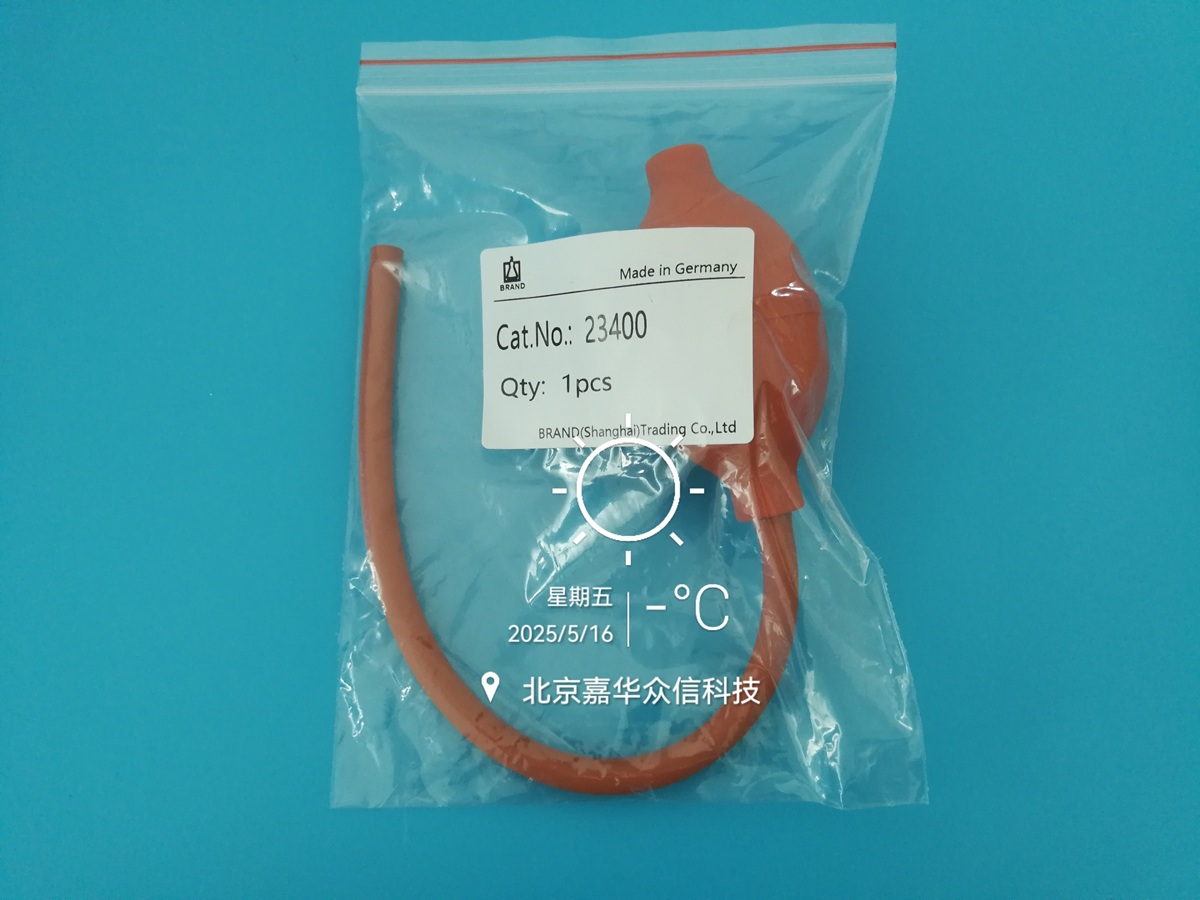 BRAND
Made in Germany
Cat.No.: 23400
Qty: 1pcs
BRAND(Shanghai)Trading Co.,Ltd
星期五
2025/5/16
-°C
北京嘉华众信科技